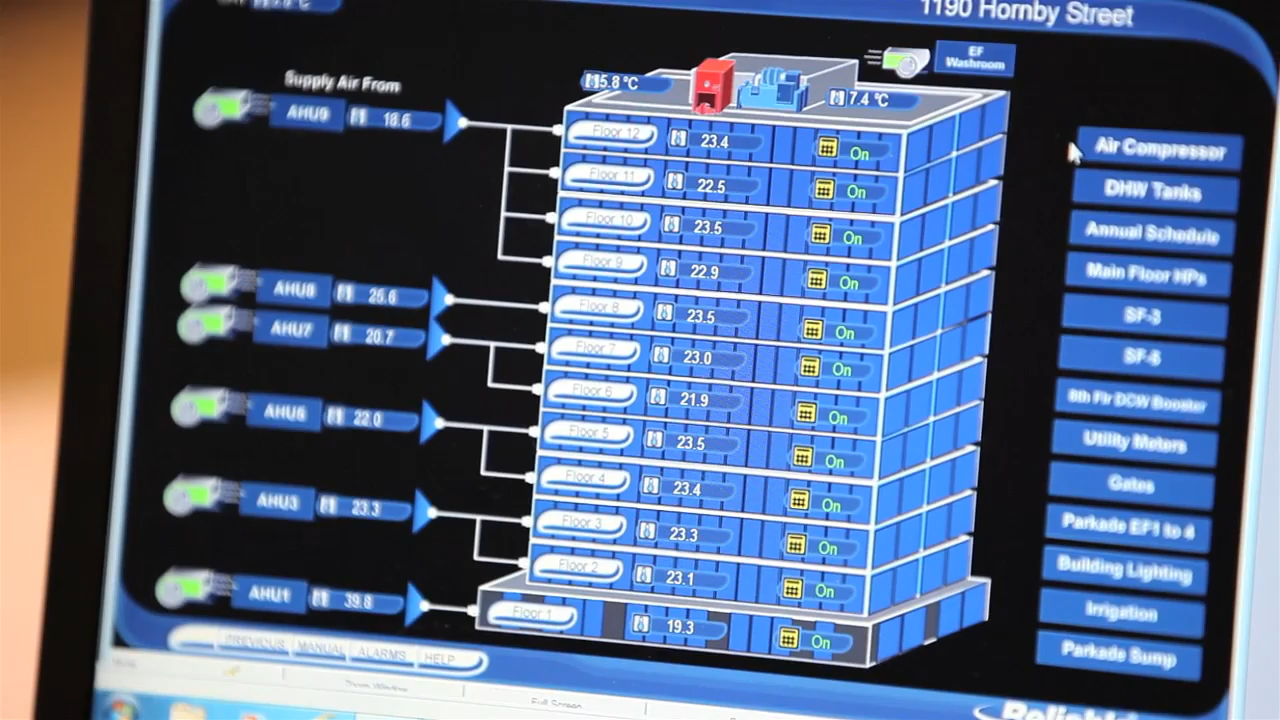 1190 Hornby Street
EF
Washroom
Supply Air From
AHU9 18.6
5.8 °C
7.4 °C
Floor 12 23.4 On
Floor 11 22.5 On
Floor 10 23.5 On
Floor 9 22.9 On
AHU8 25.6
Floor 8 23.5 On
AHU7 20.7
Floor 7 23.0 On
Floor 6 21.9 On
AHU6 22.0
Floor 5 23.5 On
Floor 4 23.4 On
AHU3 23.3
Floor 3 23.3 On
Floor 2 23.1 On
AHU1 39.8
Floor 1 19.3 On
Air Compressor
DHW Tanks
Annual Schedule
Main Floor HPs
SF-3
8th Flr DCW Booster
Utility Meters
Gates
Parkade EF1 to 4
Building Lighting
Irrigation
Parkade Sump
PREVIOUS MANUAL ALARMS HELP
Full Screen